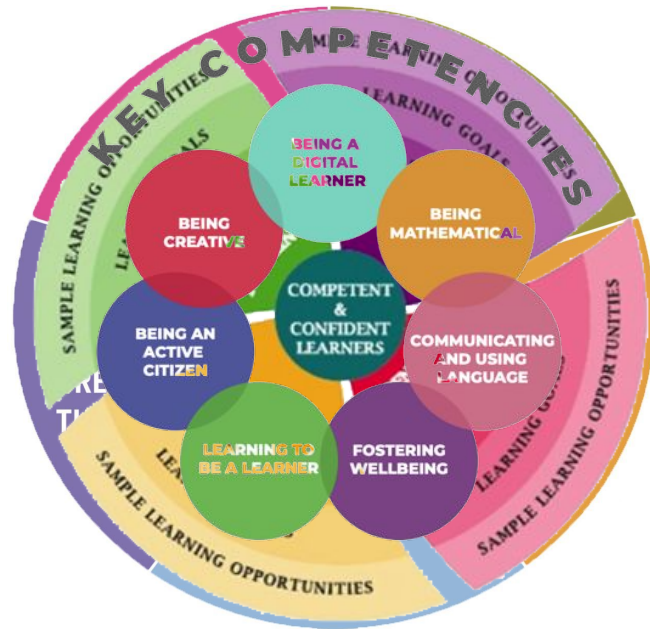 KEY COMPETENCIES
SAMPLE LEARNING OPPORTUNITIES
SAMPLE LEARNING OPPORTUNITIES
LEARNING GOALS
BEING A
DIGITAL
LEARNER
BEING
CREATIVE
BEING
MATHEMATICAL
COMPETENT
&
CONFIDENT
LEARNERS
BEING AN
ACTIVE
CITIZEN
COMMUNICATING
AND USING
LANGUAGE
LEARNING TO
BE A LEARNER
FOSTERING
WELLBEING
LEARNING GOALS
SAMPLE LEARNING OPPORTUNITIES
SAMPLE LEARNING OPPORTUNITIES